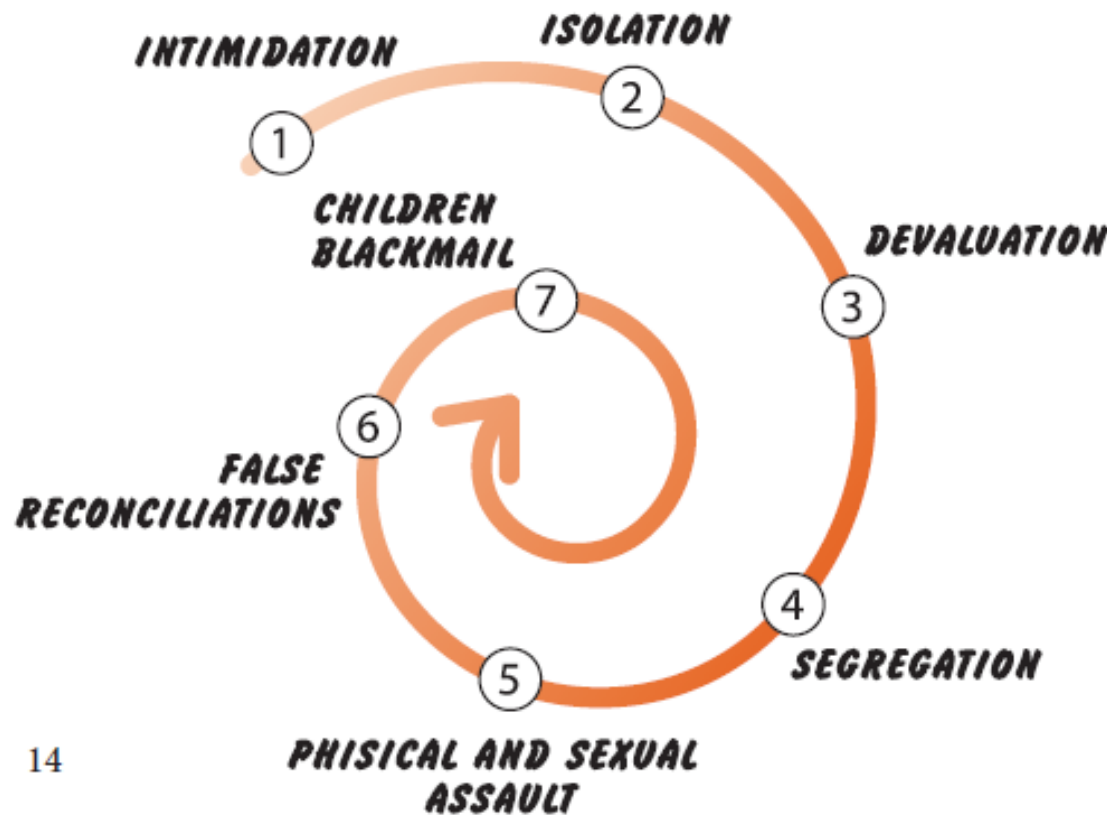 INTIMIDATION
1
ISOLATION
2
DEVALUATION
3
4
SEGREGATION
5
PHISICAL AND SEXUAL
ASSAULT
6
FALSE
RECONCILIATIONS
CHILDREN
BLACKMAIL
7
14